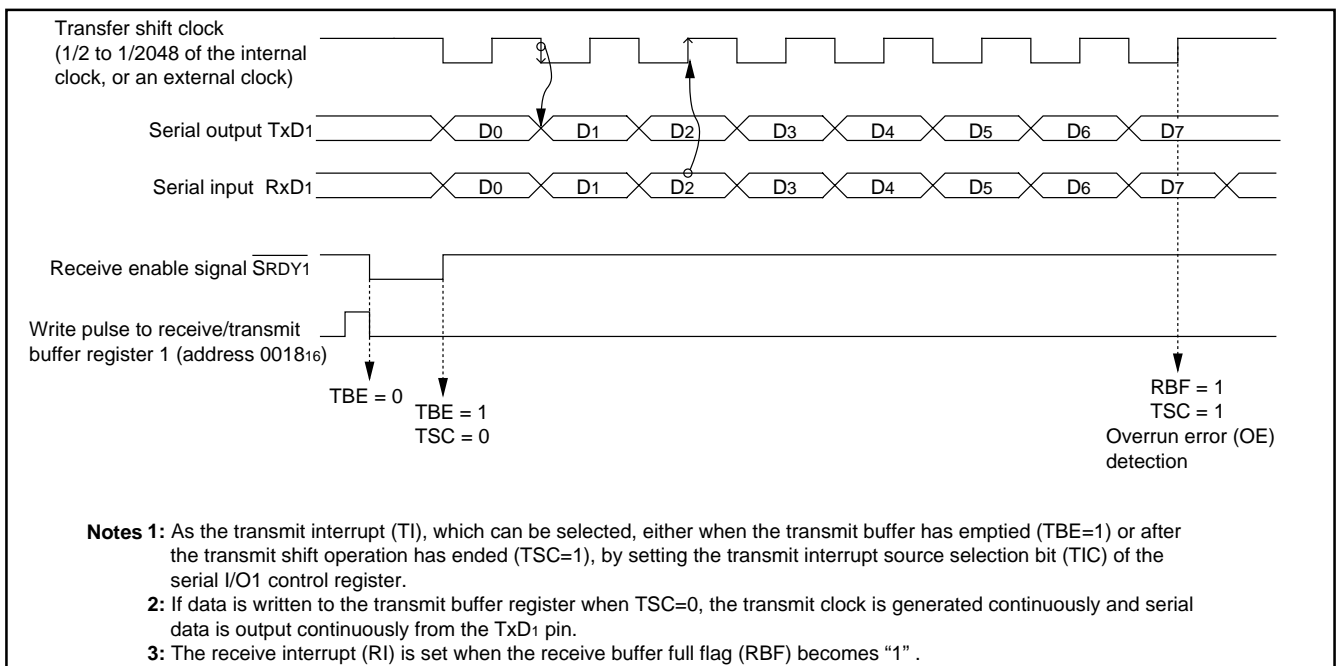 Transfer shift clock
(1/2 to 1/2048 of the internal
clock, or an external clock)
Serial output TxD1
D0 D1 D2 D3 D4 D5 D6 D7
Serial input RxD1
D0 D1 D2 D3 D4 D5 D6 D7
Receive enable signal SRDY1
Write pulse to receive/transmit
buffer register 1 (address 001816)
TBE = 0
TBE = 1
TSC = 0
RBF = 1
TSC = 1
Overrun error (OE)
detection
Notes 1: As the transmit interrupt (TI), which can be selected, either when the transmit buffer has emptied (TBE=1) or after
the transmit shift operation has ended (TSC=1), by setting the transmit interrupt source selection bit (TIC) of the
serial I/O1 control register.
2: If data is written to the transmit buffer register when TSC=0, the transmit clock is generated continuously and serial
data is output continuously from the TxD1 pin.
3: The receive interrupt (RI) is set when the receive buffer full flag (RBF) becomes “1” .